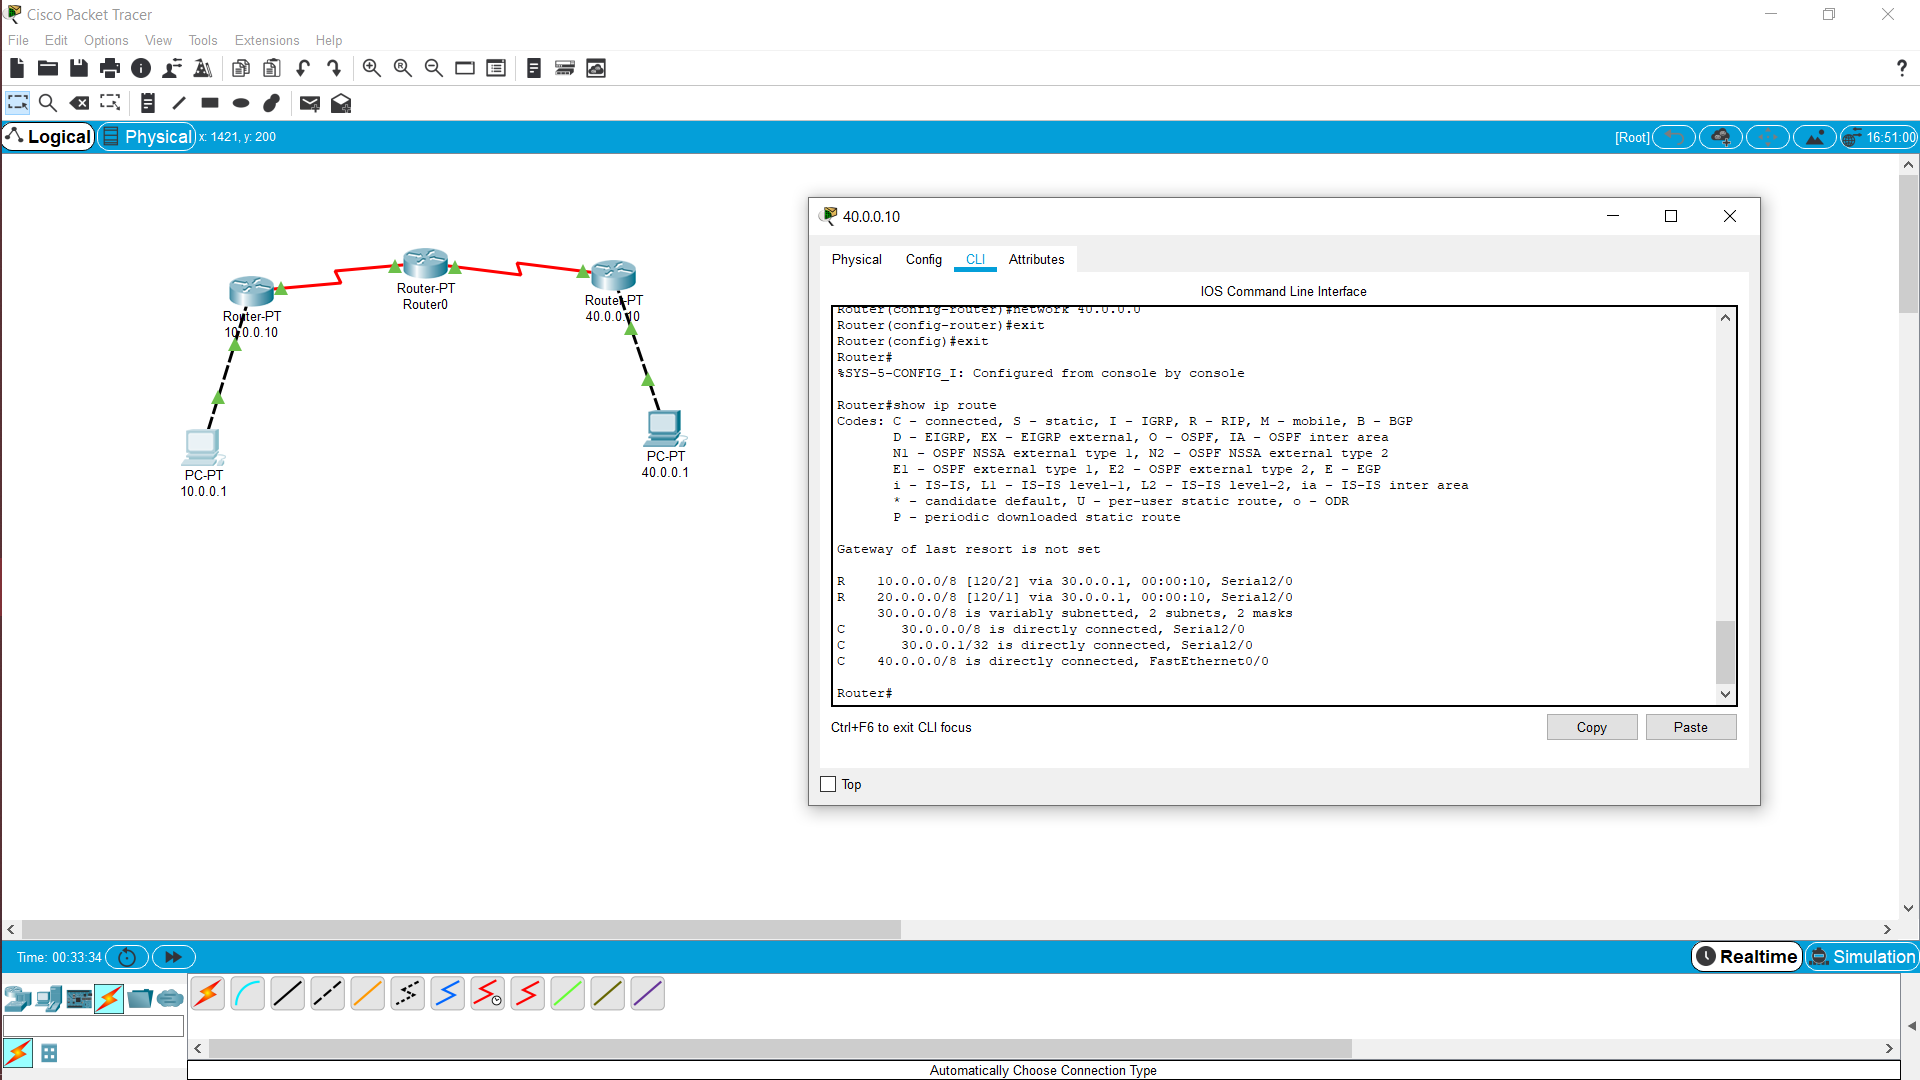 Cisco Packet Tracer
File Edit Options View Tools Extensions Help
Logical Physical x: 1421, y: 200 [Root] 16:51:00
Router-PT
10.0.0.10
Router-PT
Router0
Router-PT
40.0.0.10
PC-PT
10.0.0.1
PC-PT
40.0.0.1
40.0.0.10
Physical Config CLI Attributes
IOS Command Line Interface
Router(config-router)#network 40.0.0.0
Router(config-router)#exit
Router(config)#exit
Router#
%SYS-5-CONFIG_I: Configured from console by console
Router#show ip route
Codes: C - connected, S - static, I - IGRP, R - RIP, M - mobile, B - BGP
D - EIGRP, EX - EIGRP external, O - OSPF, IA - OSPF inter area
N1 - OSPF NSSA external type 1, N2 - OSPF NSSA external type 2
E1 - OSPF external type 1, E2 - OSPF external type 2, E - EGP
i - IS-IS, L1 - IS-IS level-1, L2 - IS-IS level-2, ia - IS-IS inter area
* - candidate default, U - per-user static route, o - ODR
P - periodic downloaded static route
Gateway of last resort is not set
R 10.0.0.0/8 [120/2] via 30.0.0.1, 00:00:10, Serial2/0
R 20.0.0.0/8 [120/1] via 30.0.0.1, 00:00:10, Serial2/0
30.0.0.0/8 is variably subnetted, 2 subnets, 2 masks
C 30.0.0.0/8 is directly connected, Serial2/0
C 30.0.0.1/32 is directly connected, Serial2/0
C 40.0.0.0/8 is directly connected, FastEthernet0/0
Router#
Ctrl+F6 to exit CLI focus
Copy Paste
Top
Time: 00:33:34
Realtime Simulation
Automatically Choose Connection Type